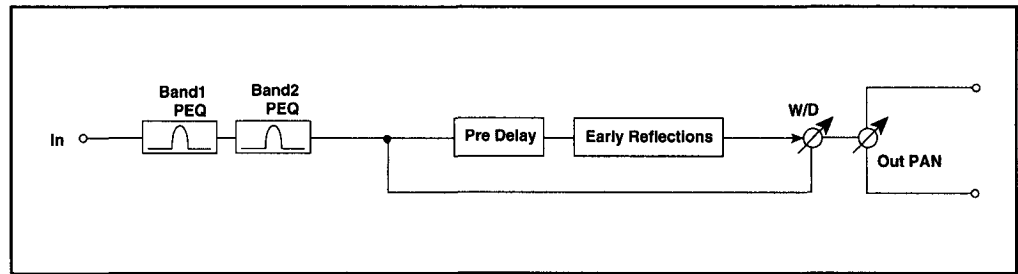 In
Band1
PEQ
Band2
PEQ
Pre Delay
Early Reflections
W/D
Out PAN